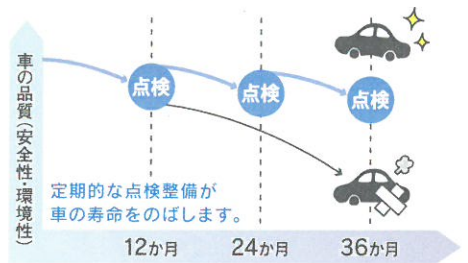 車の品質(安全性・環境性)
点検
点検
点検
定期的な点検整備が
車の寿命をのばします。
12か月
24か月
36か月